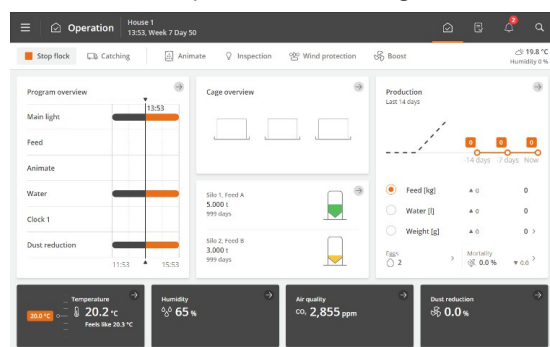 Operation
House 1
13:53, Week 7 Day 50
2
Stop flock
Catching
Animate
Inspection
Wind protection
Boost
19.8 °C
Humidity 0 %
Program overview
13:53
Main light
Feed
Animate
Water
Clock 1
Dust reduction
11:53
15:53
Cage overview
Silo 1, Feed A
5.000 t
999 days
Silo 2, Feed B
3.000 t
999 days
Production
Last 14 days
0 0 0
-14 days 7 days Now
Feed [kg] ▲ 0 0
Water [l] ▲ 0 0
Weight [g] ▲ 0 0 >
Eggs
2 >
Mortality
0.0 % ▼ 0.0 >
Temperature
20.0 °C
20.2 °C
Feels like 20.3 °C
Humidity
65 %
Air quality
CO₂ 2,855 ppm
Dust reduction
0.0 %